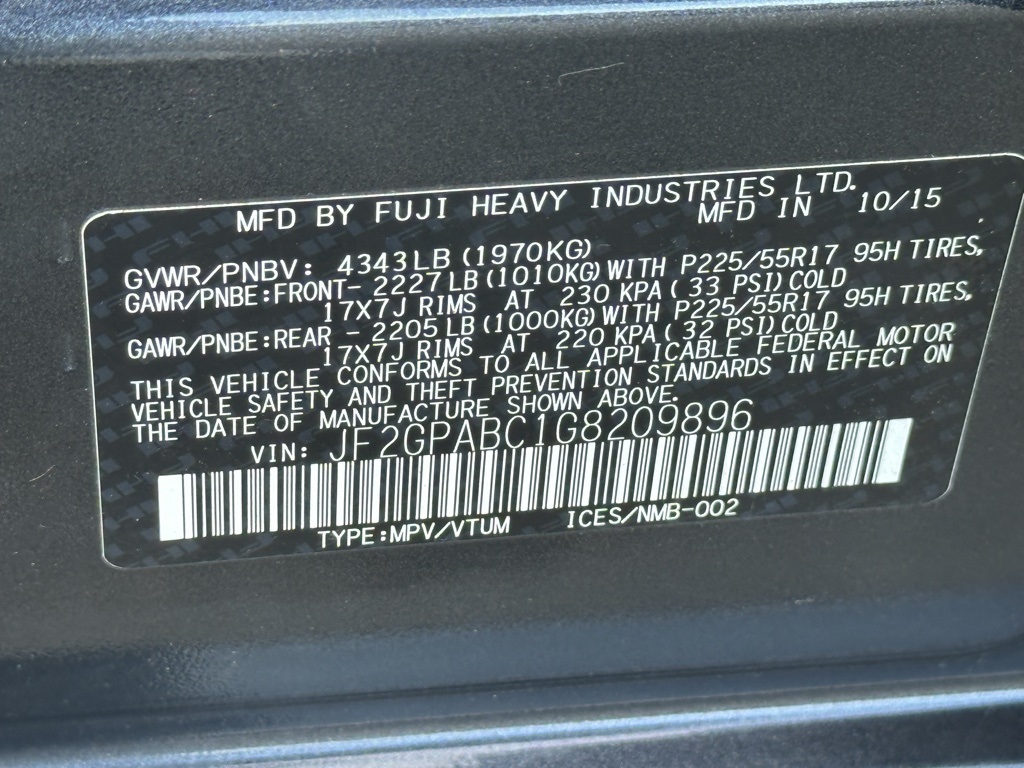 MFD BY FUJI HEAVY INDUSTRIES LTD.
MFD IN 10/15
GVWR/PNBV: 4343LB (1970KG)
GAWR/PNBE:FRONT- 2227LB (1010KG) WITH P225/55R17 95H TIRES,
17X7J RIMS AT 230 KPA (33 PSI) COLD
GAWR/PNBE:REAR - 2205LB (1000KG) WITH P225/55R17 95H TIRES,
17X7J RIMS AT 220 KPA (32 PSI) COLD
THIS VEHICLE CONFORMS TO ALL APPLICABLE FEDERAL MOTOR
VEHICLE SAFETY AND THEFT PREVENTION STANDARDS IN EFFECT ON
THE DATE OF MANUFACTURE SHOWN ABOVE.
VIN: JF2GPABC1G8209896
TYPE:MPV/VTUM ICES/NMB-002